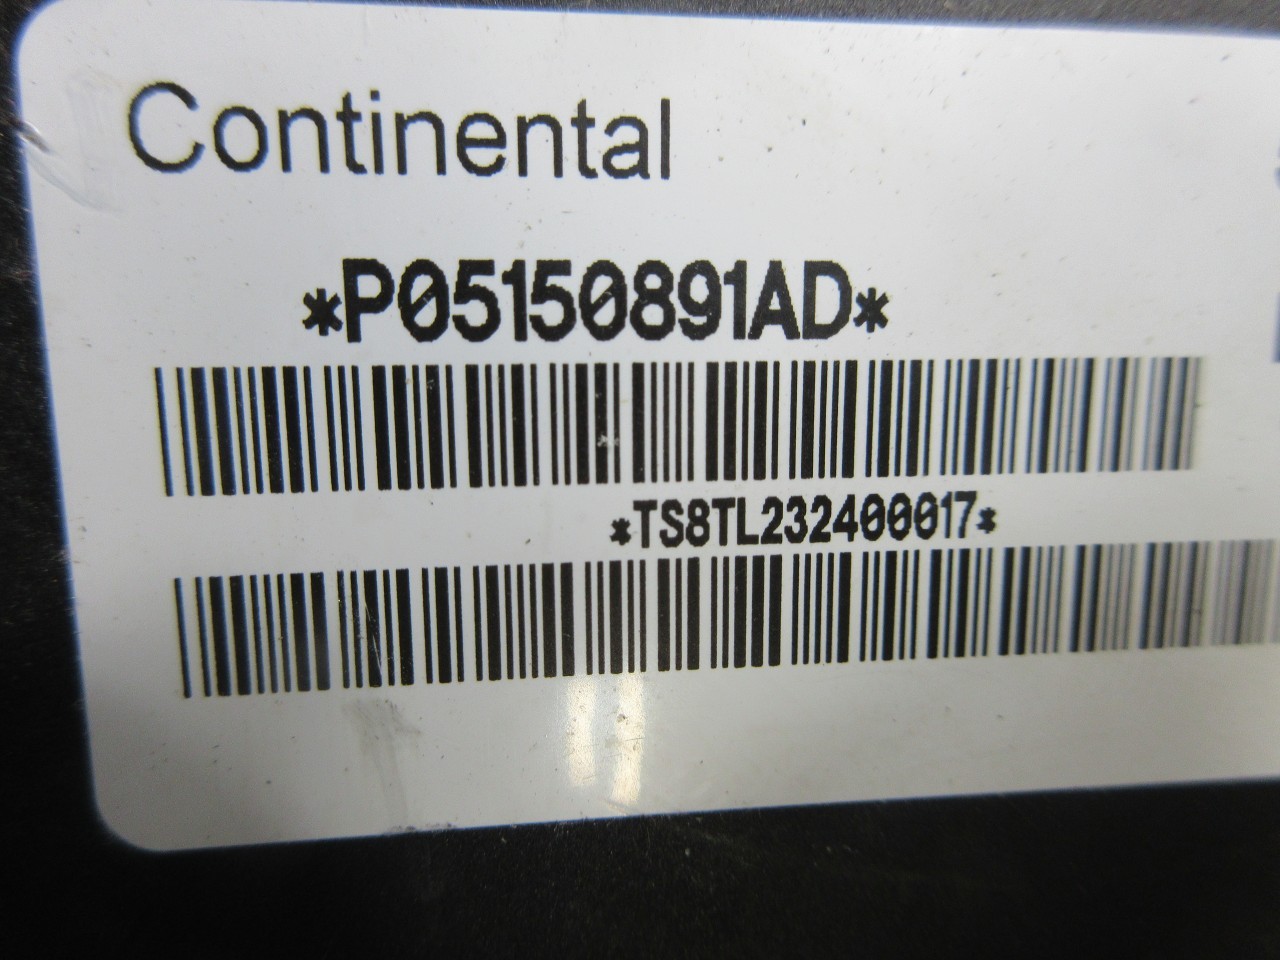 Continental
*P05150891AD*
*TS8TL232400017*